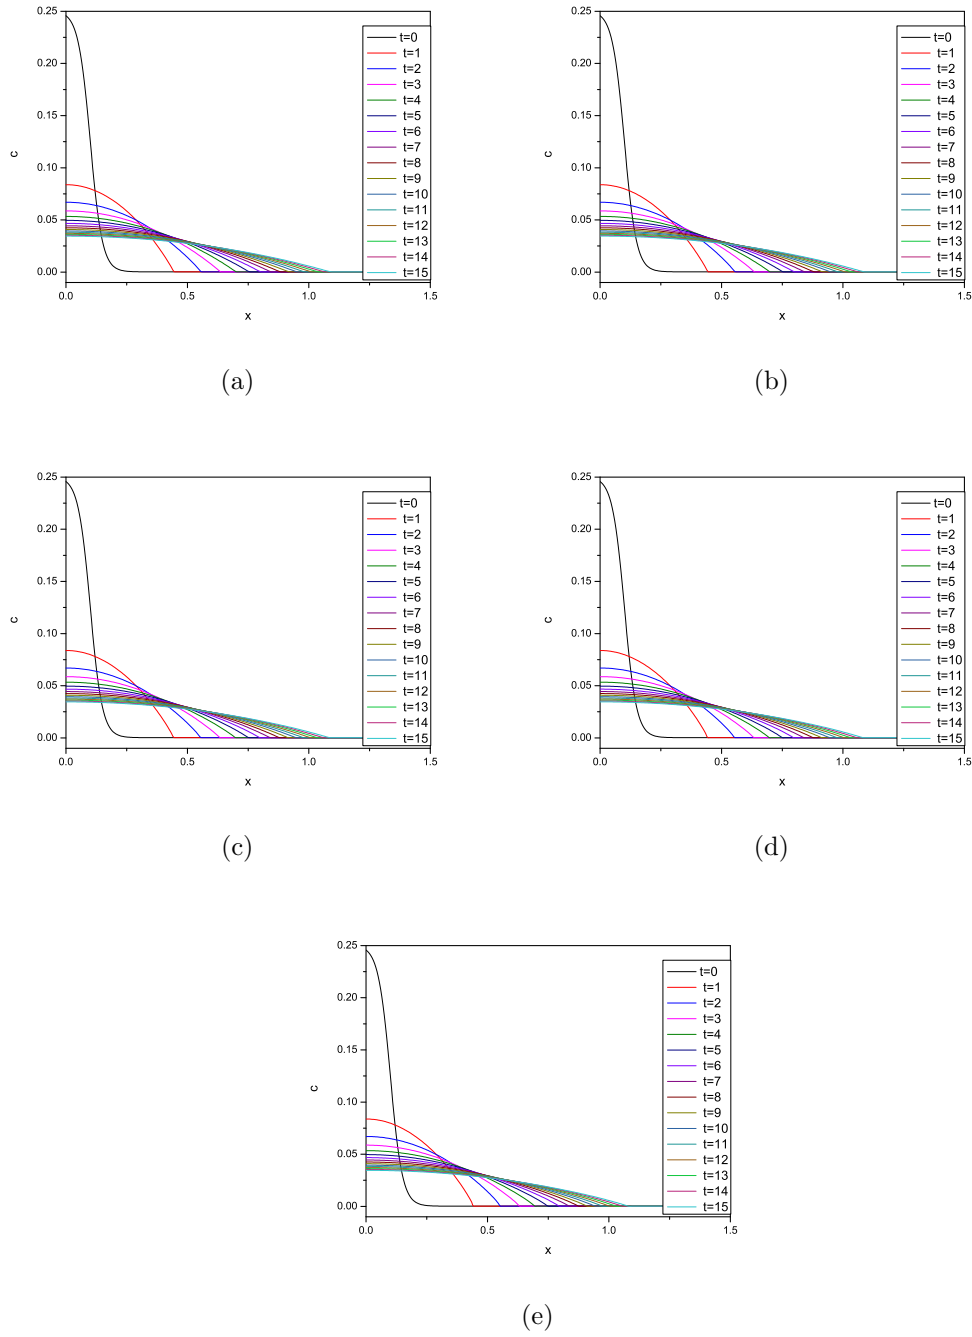 0.25
0.20
0.15
0.10
0.05
0.00
c
0.0 0.5 1.0 1.5
x
t=0
t=1
t=2
t=3
t=4
t=5
t=6
t=7
t=8
t=9
t=10
t=11
t=12
t=13
t=14
t=15
(a)
0.25
0.20
0.15
0.10
0.05
0.00
c
0.0 0.5 1.0 1.5
x
t=0
t=1
t=2
t=3
t=4
t=5
t=6
t=7
t=8
t=9
t=10
t=11
t=12
t=13
t=14
t=15
(b)
0.25
0.20
0.15
0.10
0.05
0.00
c
0.0 0.5 1.0 1.5
x
t=0
t=1
t=2
t=3
t=4
t=5
t=6
t=7
t=8
t=9
t=10
t=11
t=12
t=13
t=14
t=15
(c)
0.25
0.20
0.15
0.10
0.05
0.00
c
0.0 0.5 1.0 1.5
x
t=0
t=1
t=2
t=3
t=4
t=5
t=6
t=7
t=8
t=9
t=10
t=11
t=12
t=13
t=14
t=15
(d)
0.25
0.20
0.15
0.10
0.05
0.00
c
0.0 0.5 1.0 1.5
x
t=0
t=1
t=2
t=3
t=4
t=5
t=6
t=7
t=8
t=9
t=10
t=11
t=12
t=13
t=14
t=15
(e)